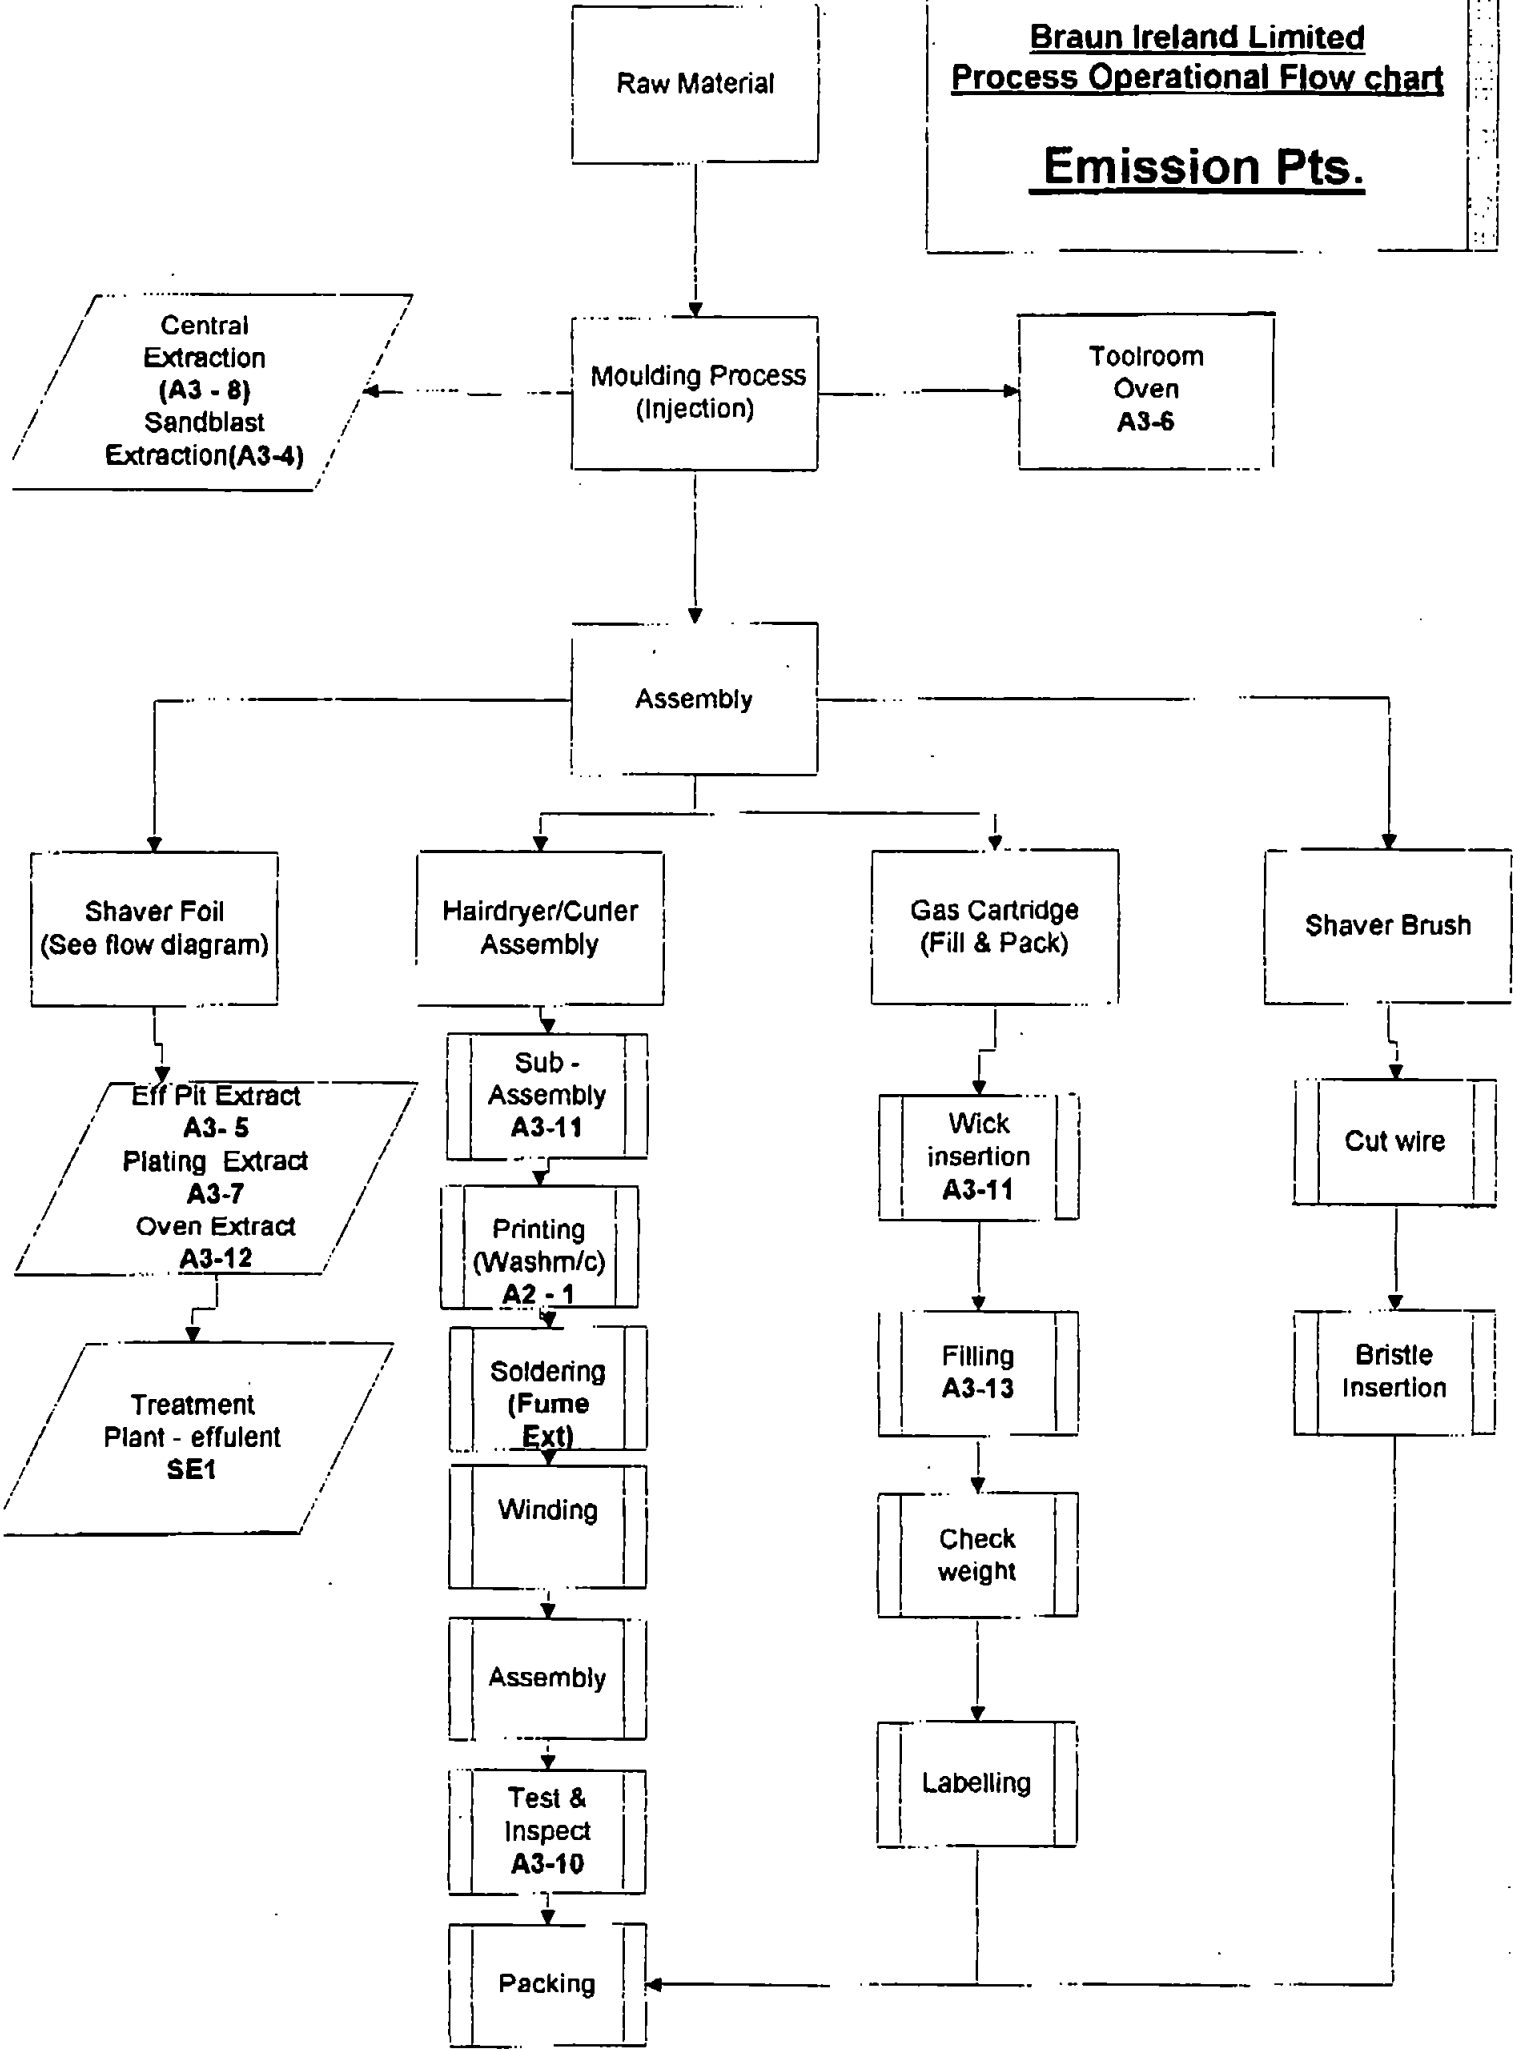 Braun Ireland Limited
Process Operational Flow chart
Emission Pts.
Raw Material
Central
Extraction
(A3 - 8)
Sandblast
Extraction(A3-4)
Moulding Process
(Injection)
Toolroom
Oven
A3-6
Assembly
Shaver Foil
(See flow diagram)
Hairdryer/Curler
Assembly
Gas Cartridge
(Fill & Pack)
Shaver Brush
Eff Pit Extract
A3- 5
Plating Extract
A3-7
Oven Extract
A3-12
Treatment
Plant - effulent
SE1
Sub -
Assembly
A3-11
Printing
(Washm/c)
A2 - 1
Soldering
(Fume
Ext)
Winding
Assembly
Test &
Inspect
A3-10
Packing
Wick
insertion
A3-11
Filling
A3-13
Check
weight
Labelling
Cut wire
Bristle
Insertion